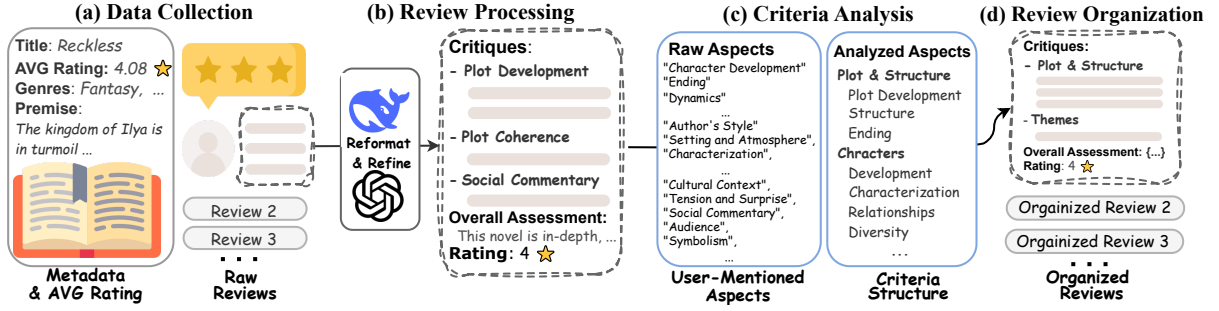 (a) Data Collection
Title: Reckless
AVG Rating: 4.08
Genres: Fantasy, ...
Premise:
The kingdom of Ilya is
in turmoil ...
Metadata
& AVG Rating
Review 2
Review 3
...
Raw
Reviews
(b) Review Processing
Reformat
& Refine
Critiques:
- Plot Development
- Plot Coherence
- Social Commentary
Overall Assessment:
This novel is in-depth, ...
Rating: 4
(c) Criteria Analysis
Raw Aspects
"Character Development"
"Ending"
"Dynamics"
...
"Author's Style"
"Setting and Atmosphere",
"Characterization",
...
"Cultural Context",
"Tension and Surprise",
"Social Commentary",
"Audience",
"Symbolism",
...
User-Mentioned
Aspects
Analyzed Aspects
Plot & Structure
Plot Development
Structure
Ending
Chracters
Development
Characterization
Relationships
Diversity
...
Criteria
Structure
(d) Review Organization
Critiques:
- Plot & Structure
- Themes
Overall Assessment: {...}
Rating: 4
Orgainized Review 2
Orgainized Review 3
...
Organized
Reviews